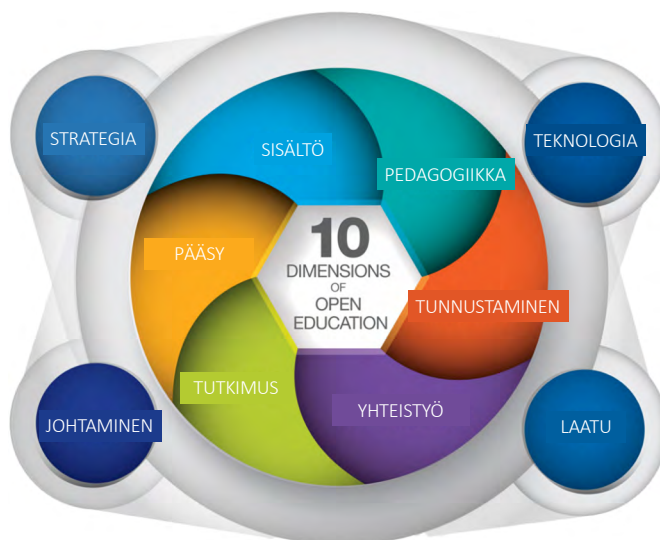 STRATEGIA
TEKNOLOGIA
SISÄLTÖ
PEDAGOGIIKKA
PÄÄSY
10
DIMENSIONS
OF
OPEN
EDUCATION
TUNNUSTAMINEN
TUTKIMUS
YHTEISTYÖ
JOHTAMINEN
LAATU